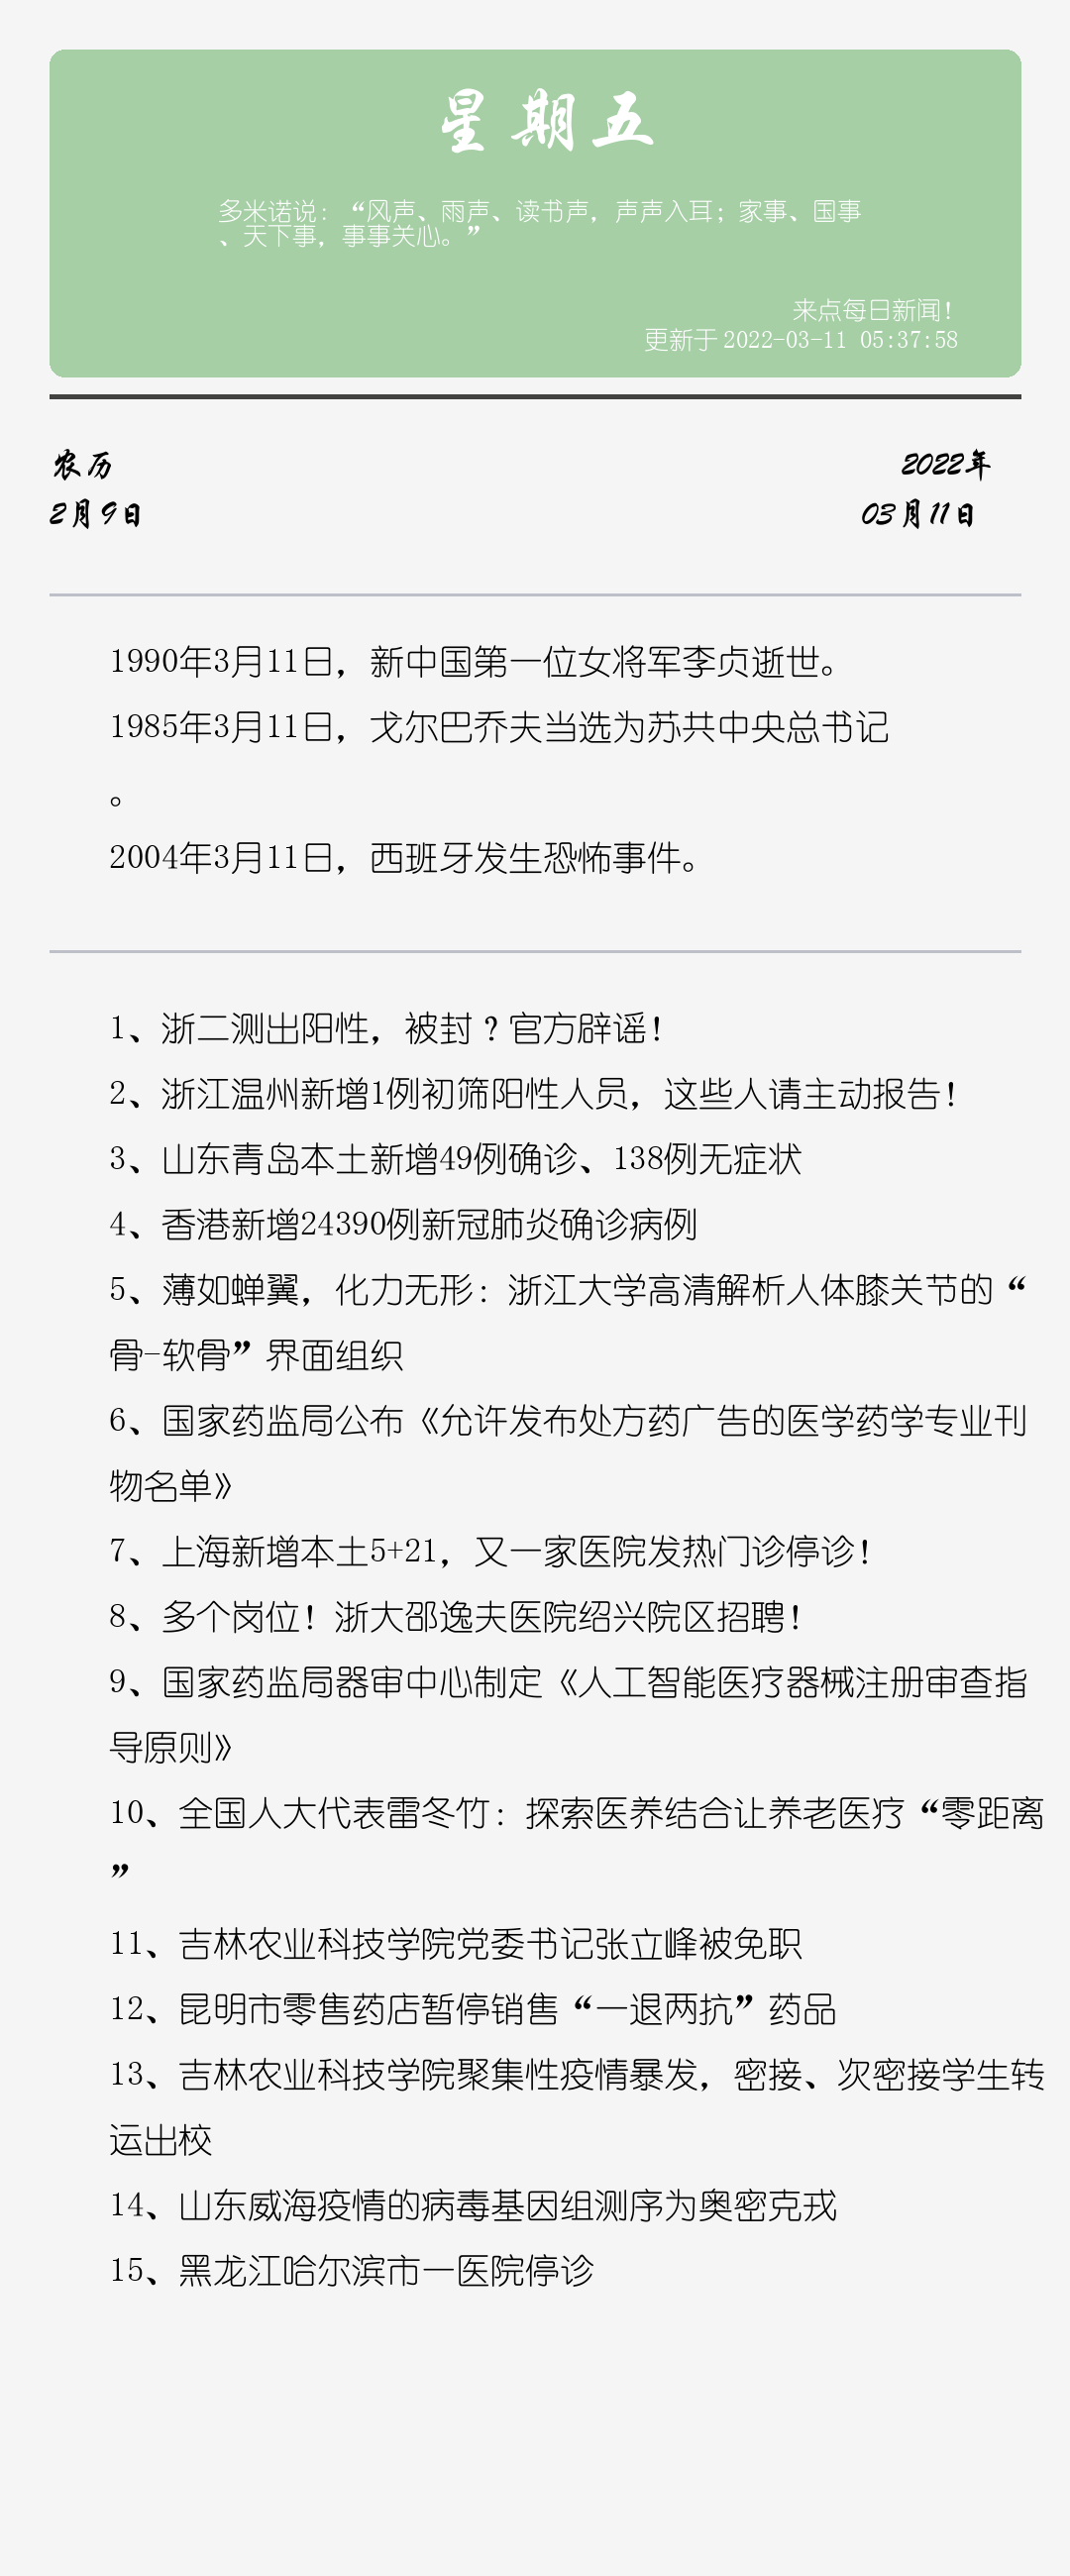 星期五
多米诺说：“风声、雨声、读书声，声声入耳；家事、国事
、天下事，事事关心。”
来点每日新闻！
更新于 2022-03-11 05:37:58
农历
2022年
2月9日
03月11日
1990年3月11日，新中国第一位女将军李贞逝世。
1985年3月11日，戈尔巴乔夫当选为苏共中央总书记
。
2004年3月11日，西班牙发生恐怖事件。
1、浙二测出阳性，被封？官方辟谣！
2、浙江温州新增1例初筛阳性人员，这些人请主动报告！
3、山东青岛本土新增49例确诊、138例无症状
4、香港新增24390例新冠肺炎确诊病例
5、薄如蝉翼，化力无形：浙江大学高清解析人体膝关节的“
骨-软骨”界面组织
6、国家药监局公布《允许发布处方药广告的医学药学专业刊
物名单》
7、上海新增本土5+21，又一家医院发热门诊停诊！
8、多个岗位！浙大邵逸夫医院绍兴院区招聘！
9、国家药监局器审中心制定《人工智能医疗器械注册审查指
导原则》
10、全国人大代表雷冬竹：探索医养结合让养老医疗“零距离
”
11、吉林农业科技学院党委书记张立峰被免职
12、昆明市零售药店暂停销售“一退两抗”药品
13、吉林农业科技学院聚集性疫情暴发，密接、次密接学生转
运出校
14、山东威海疫情的病毒基因组测序为奥密克戎
15、黑龙江哈尔滨市一医院停诊